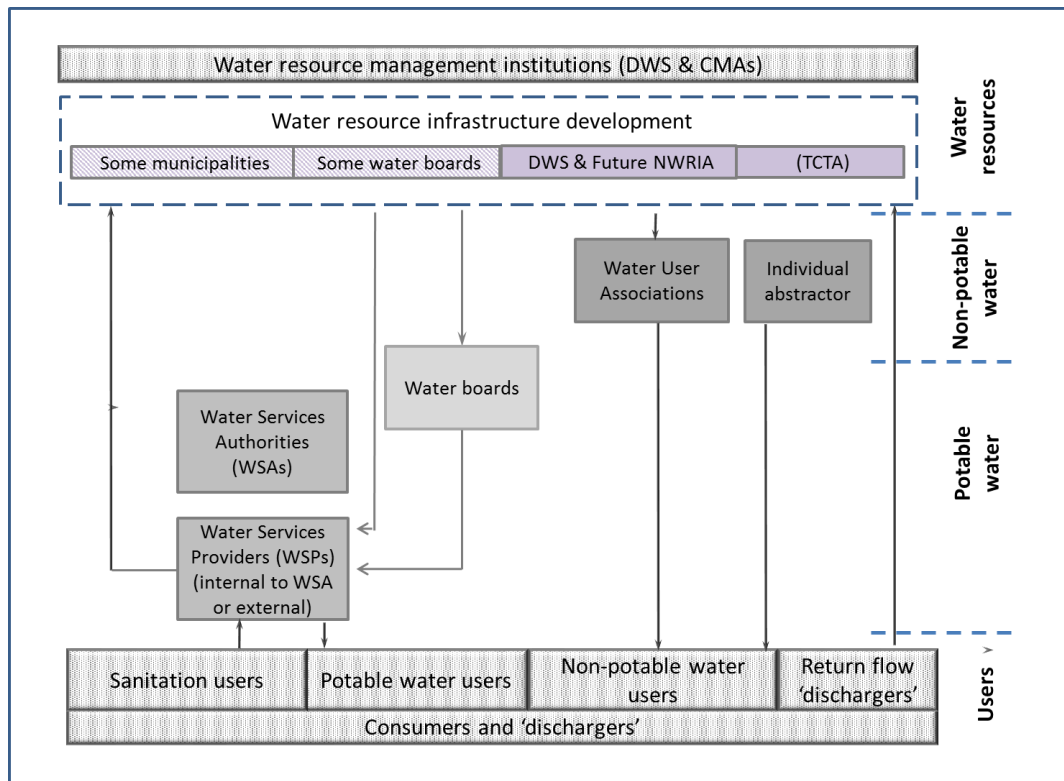 Water resource management institutions (DWS & CMAs)
Water resource infrastructure development
Some municipalities
Some water boards
DWS & Future NWRIA
(TCTA)
Water
resources
Water User
Associations
Individual
abstractor
Non-potable
water
Water boards
Water Services
Authorities
(WSAs)
Potable
water
Water Services
Providers (WSPs)
(internal to WSA
or external)
Sanitation users
Potable water users
Non-potable water
users
Return flow
‘dischargers’
Users
Consumers and ‘dischargers’